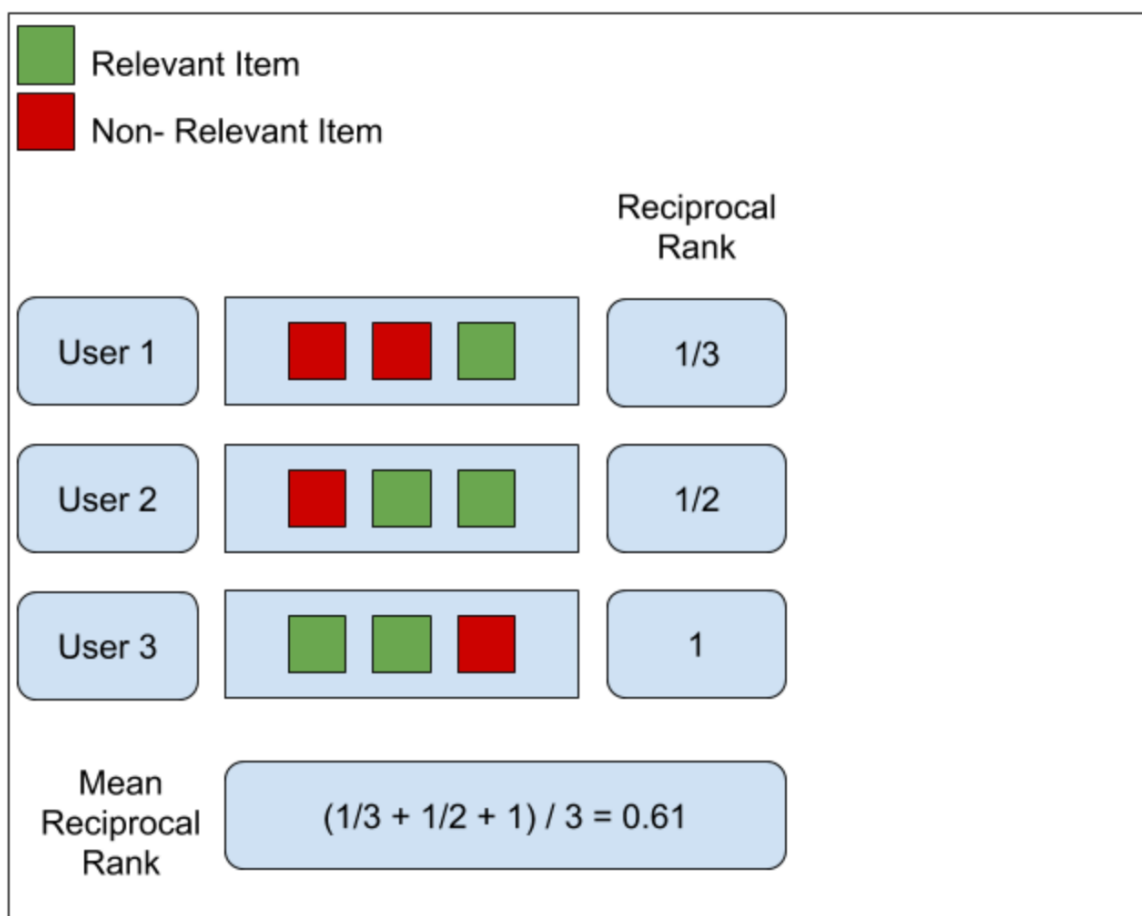 Relevant Item
Non- Relevant Item
Reciprocal
Rank
User 1
1/3
User 2
1/2
User 3
1
Mean
Reciprocal
Rank
(1/3 + 1/2 + 1) / 3 = 0.61